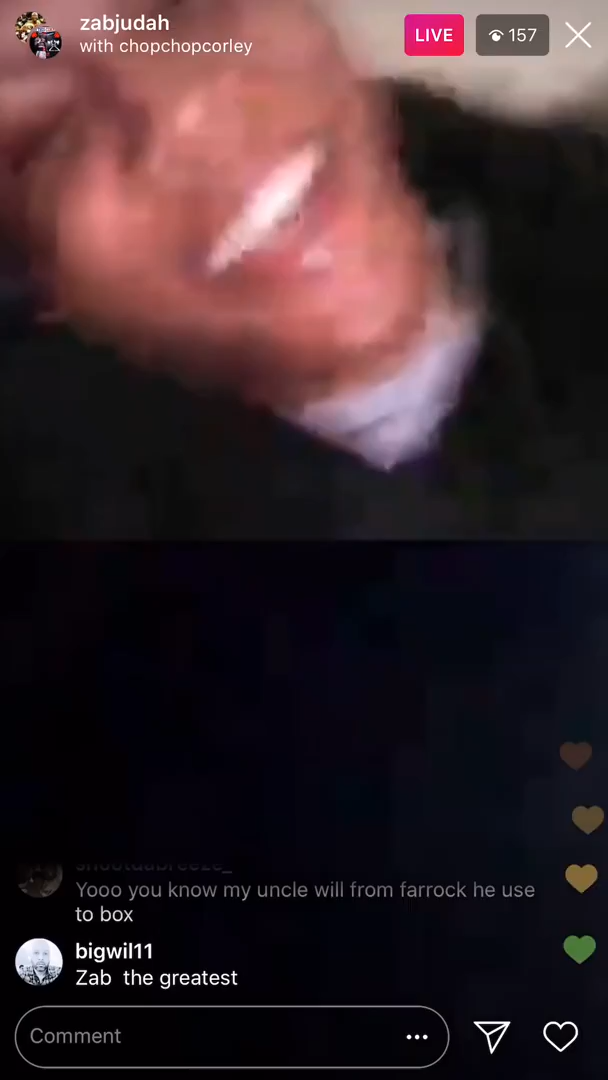 zabjudah
with chopchopcorley
LIVE
157
Yooo you know my uncle will from farrock he use
to box
bigwil11
Zab the greatest
Comment